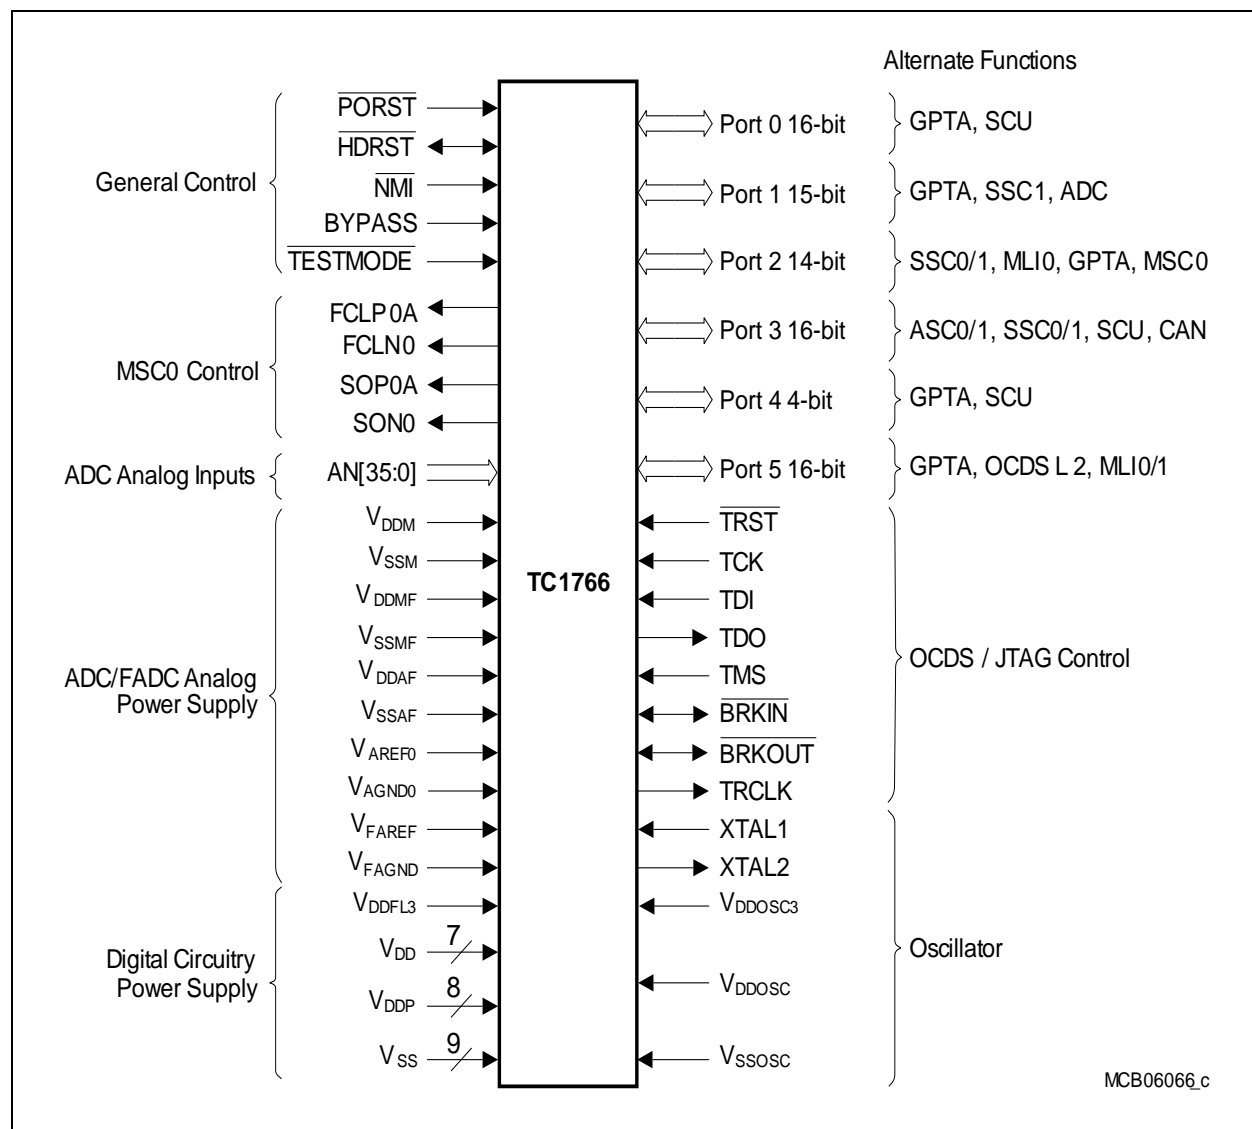 Alternate Functions
General Control
PORST
HDRST
NMI
BYPASS
TESTMODE
MSC0 Control
FCLP0A
FCLN0
SOP0A
SON0
ADC Analog Inputs
AN[35:0]
ADC/FADC Analog
Power Supply
VDDM
VSSM
VDDMF
VSSMF
VDDAF
VSSAF
VAREF0
VAGND0
VFAREF
VFAGND
Digital Circuitry
Power Supply
VDDFL3
VDD 7
VDDP 8
VSS 9
TC1766
Port 0 16-bit GPTA, SCU
Port 1 15-bit GPTA, SSC1, ADC
Port 2 14-bit SSC0/1, MLI0, GPTA, MSC0
Port 3 16-bit ASC0/1, SSC0/1, SCU, CAN
Port 4 4-bit GPTA, SCU
Port 5 16-bit GPTA, OCDS L 2, MLI0/1
TRST
TCK
TDI
TDO
TMS
BRKIN
BRKOUT
TRCLK
OCDS / JTAG Control
XTAL1
XTAL2
VDDOSC3
VDDOSC
VSSOSC
Oscillator
MCB06066_c